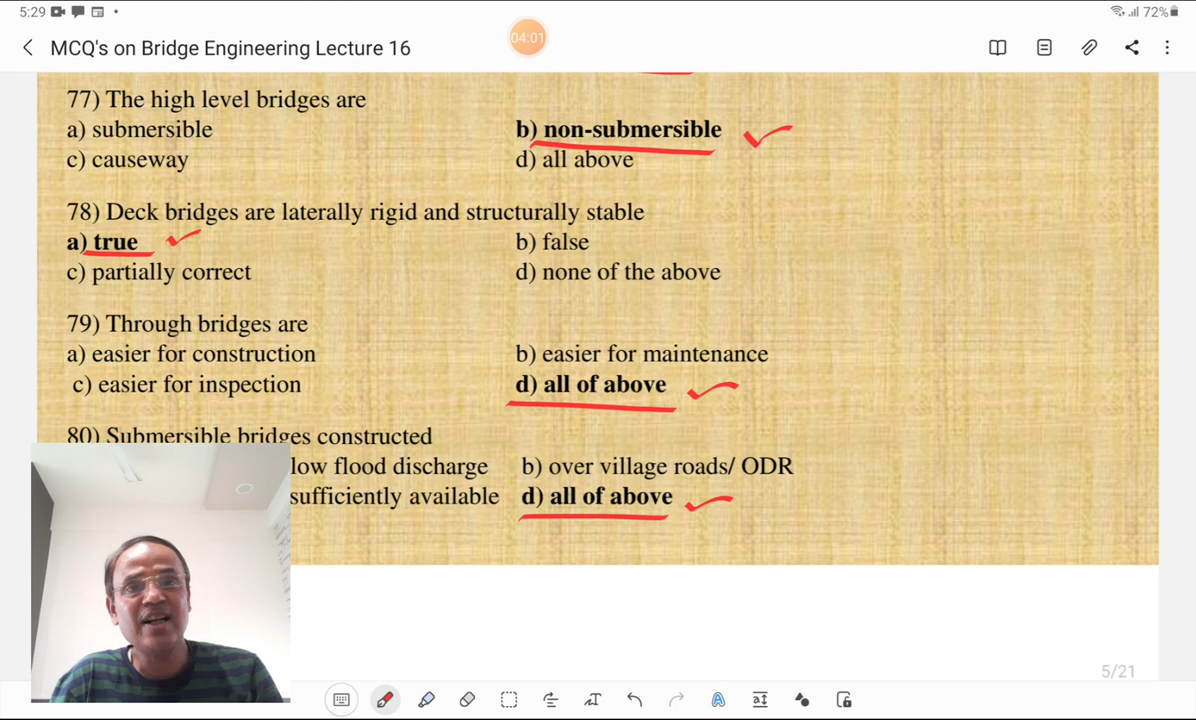 5:29
72%
04:01
MCQ's on Bridge Engineering Lecture 16
77) The high level bridges are
a) submersible b) non-submersible
c) causeway d) all above
78) Deck bridges are laterally rigid and structurally stable
a) true b) false
c) partially correct d) none of the above
79) Through bridges are
a) easier for construction b) easier for maintenance
c) easier for inspection d) all of above
80) Submersible bridges constructed
low flood discharge b) over village roads/ ODR
sufficiently available d) all of above
5/21